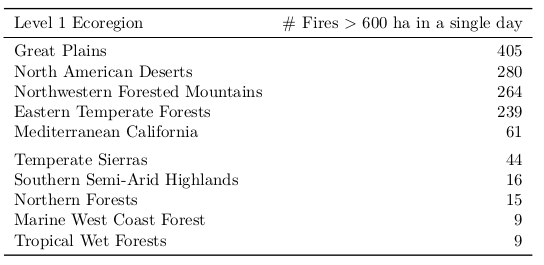 Level 1 Ecoregion # Fires > 600 ha in a single day
Great Plains 405
North American Deserts 280
Northwestern Forested Mountains 264
Eastern Temperate Forests 239
Mediterranean California 61
Temperate Sierras 44
Southern Semi-Arid Highlands 16
Northern Forests 15
Marine West Coast Forest 9
Tropical Wet Forests 9